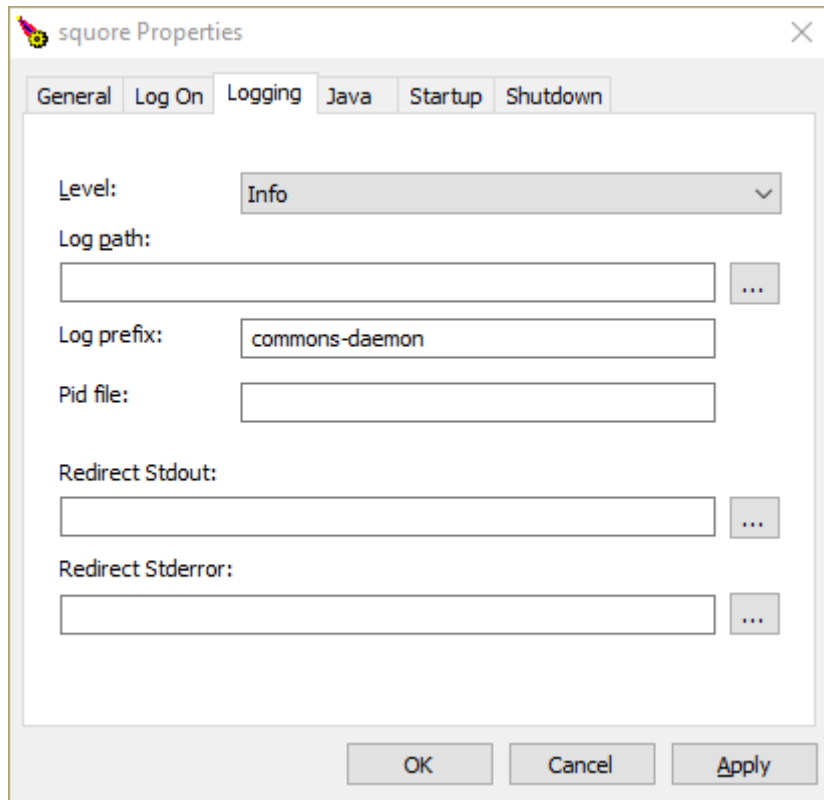 squore Properties
General Log On Logging Java Startup Shutdown
Level: Info
Log path:
...
Log prefix: commons-daemon
Pid file:
Redirect Stdout:
...
Redirect Stderror:
...
OK Cancel Apply